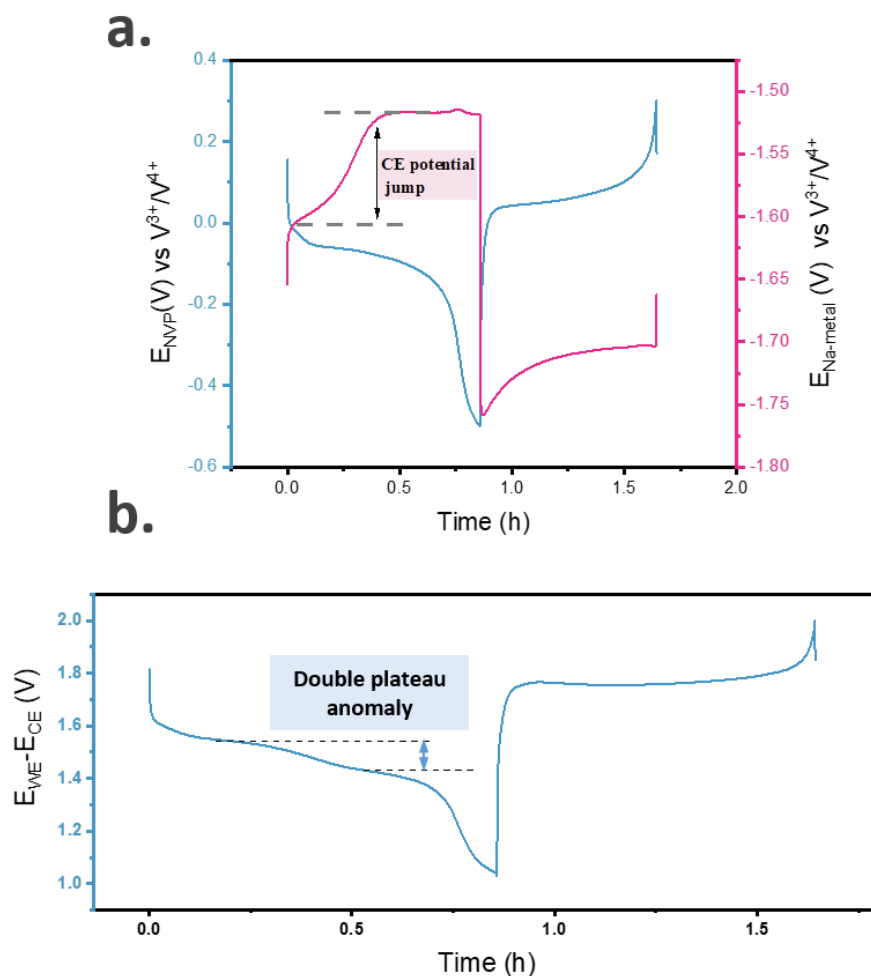 a.
0.4
0.2
0.0
-0.2
-0.4
-0.6
E_NVP(V) vs V³⁺/V⁴⁺
CE potential
jump
-1.50
-1.55
-1.60
-1.65
-1.70
-1.75
-1.80
E_Na-metal (V) vs V³⁺/V⁴⁺
0.0 0.5 1.0 1.5 2.0
Time (h)
b.
2.0
1.8
1.6
1.4
1.2
1.0
E_WE-E_CE (V)
Double plateau
anomaly
0.0 0.5 1.0 1.5
Time (h)